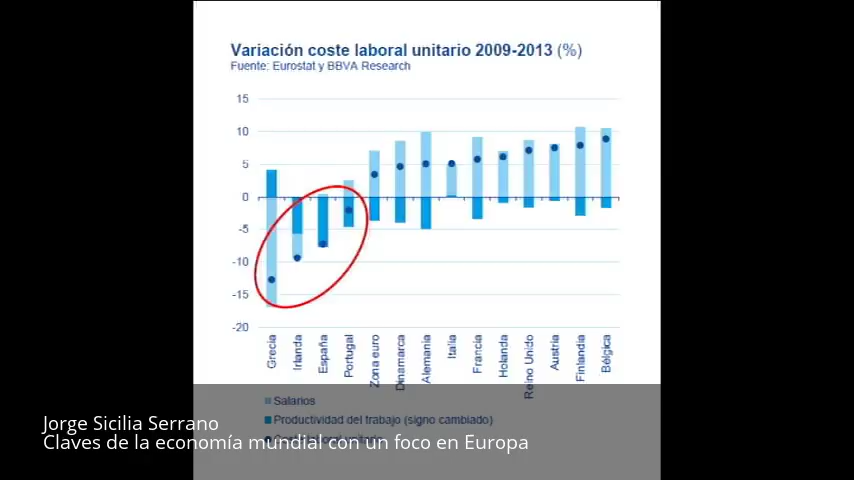 Variación coste laboral unitario 2009-2013 (%)
Fuente: Eurostat y BBVA Research
15
10
5
0
-5
-10
-15
-20
Grecia
Irlanda
España
Portugal
Zona euro
Dinamarca
Alemania
Italia
Francia
Holanda
Reino Unido
Austria
Finlandia
Bélgica
Salarios
Productividad del trabajo (signo cambiado)
Jorge Sicilia Serrano
Claves de la economía mundial con un foco en Europa